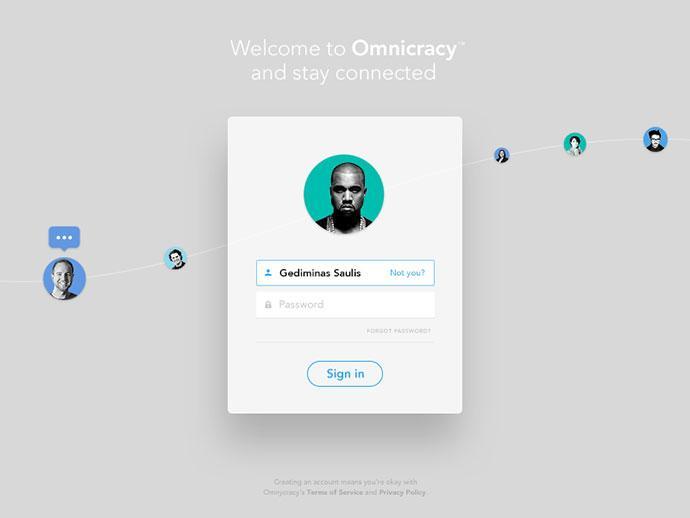 Welcome to Omnicracy™
and stay connected
Gediminas Saulis Not you?
Password
FORGOT PASSWORD?
Sign in
Creating an account means you're okay with
Omnycracy's Terms of Service and Privacy Policy.